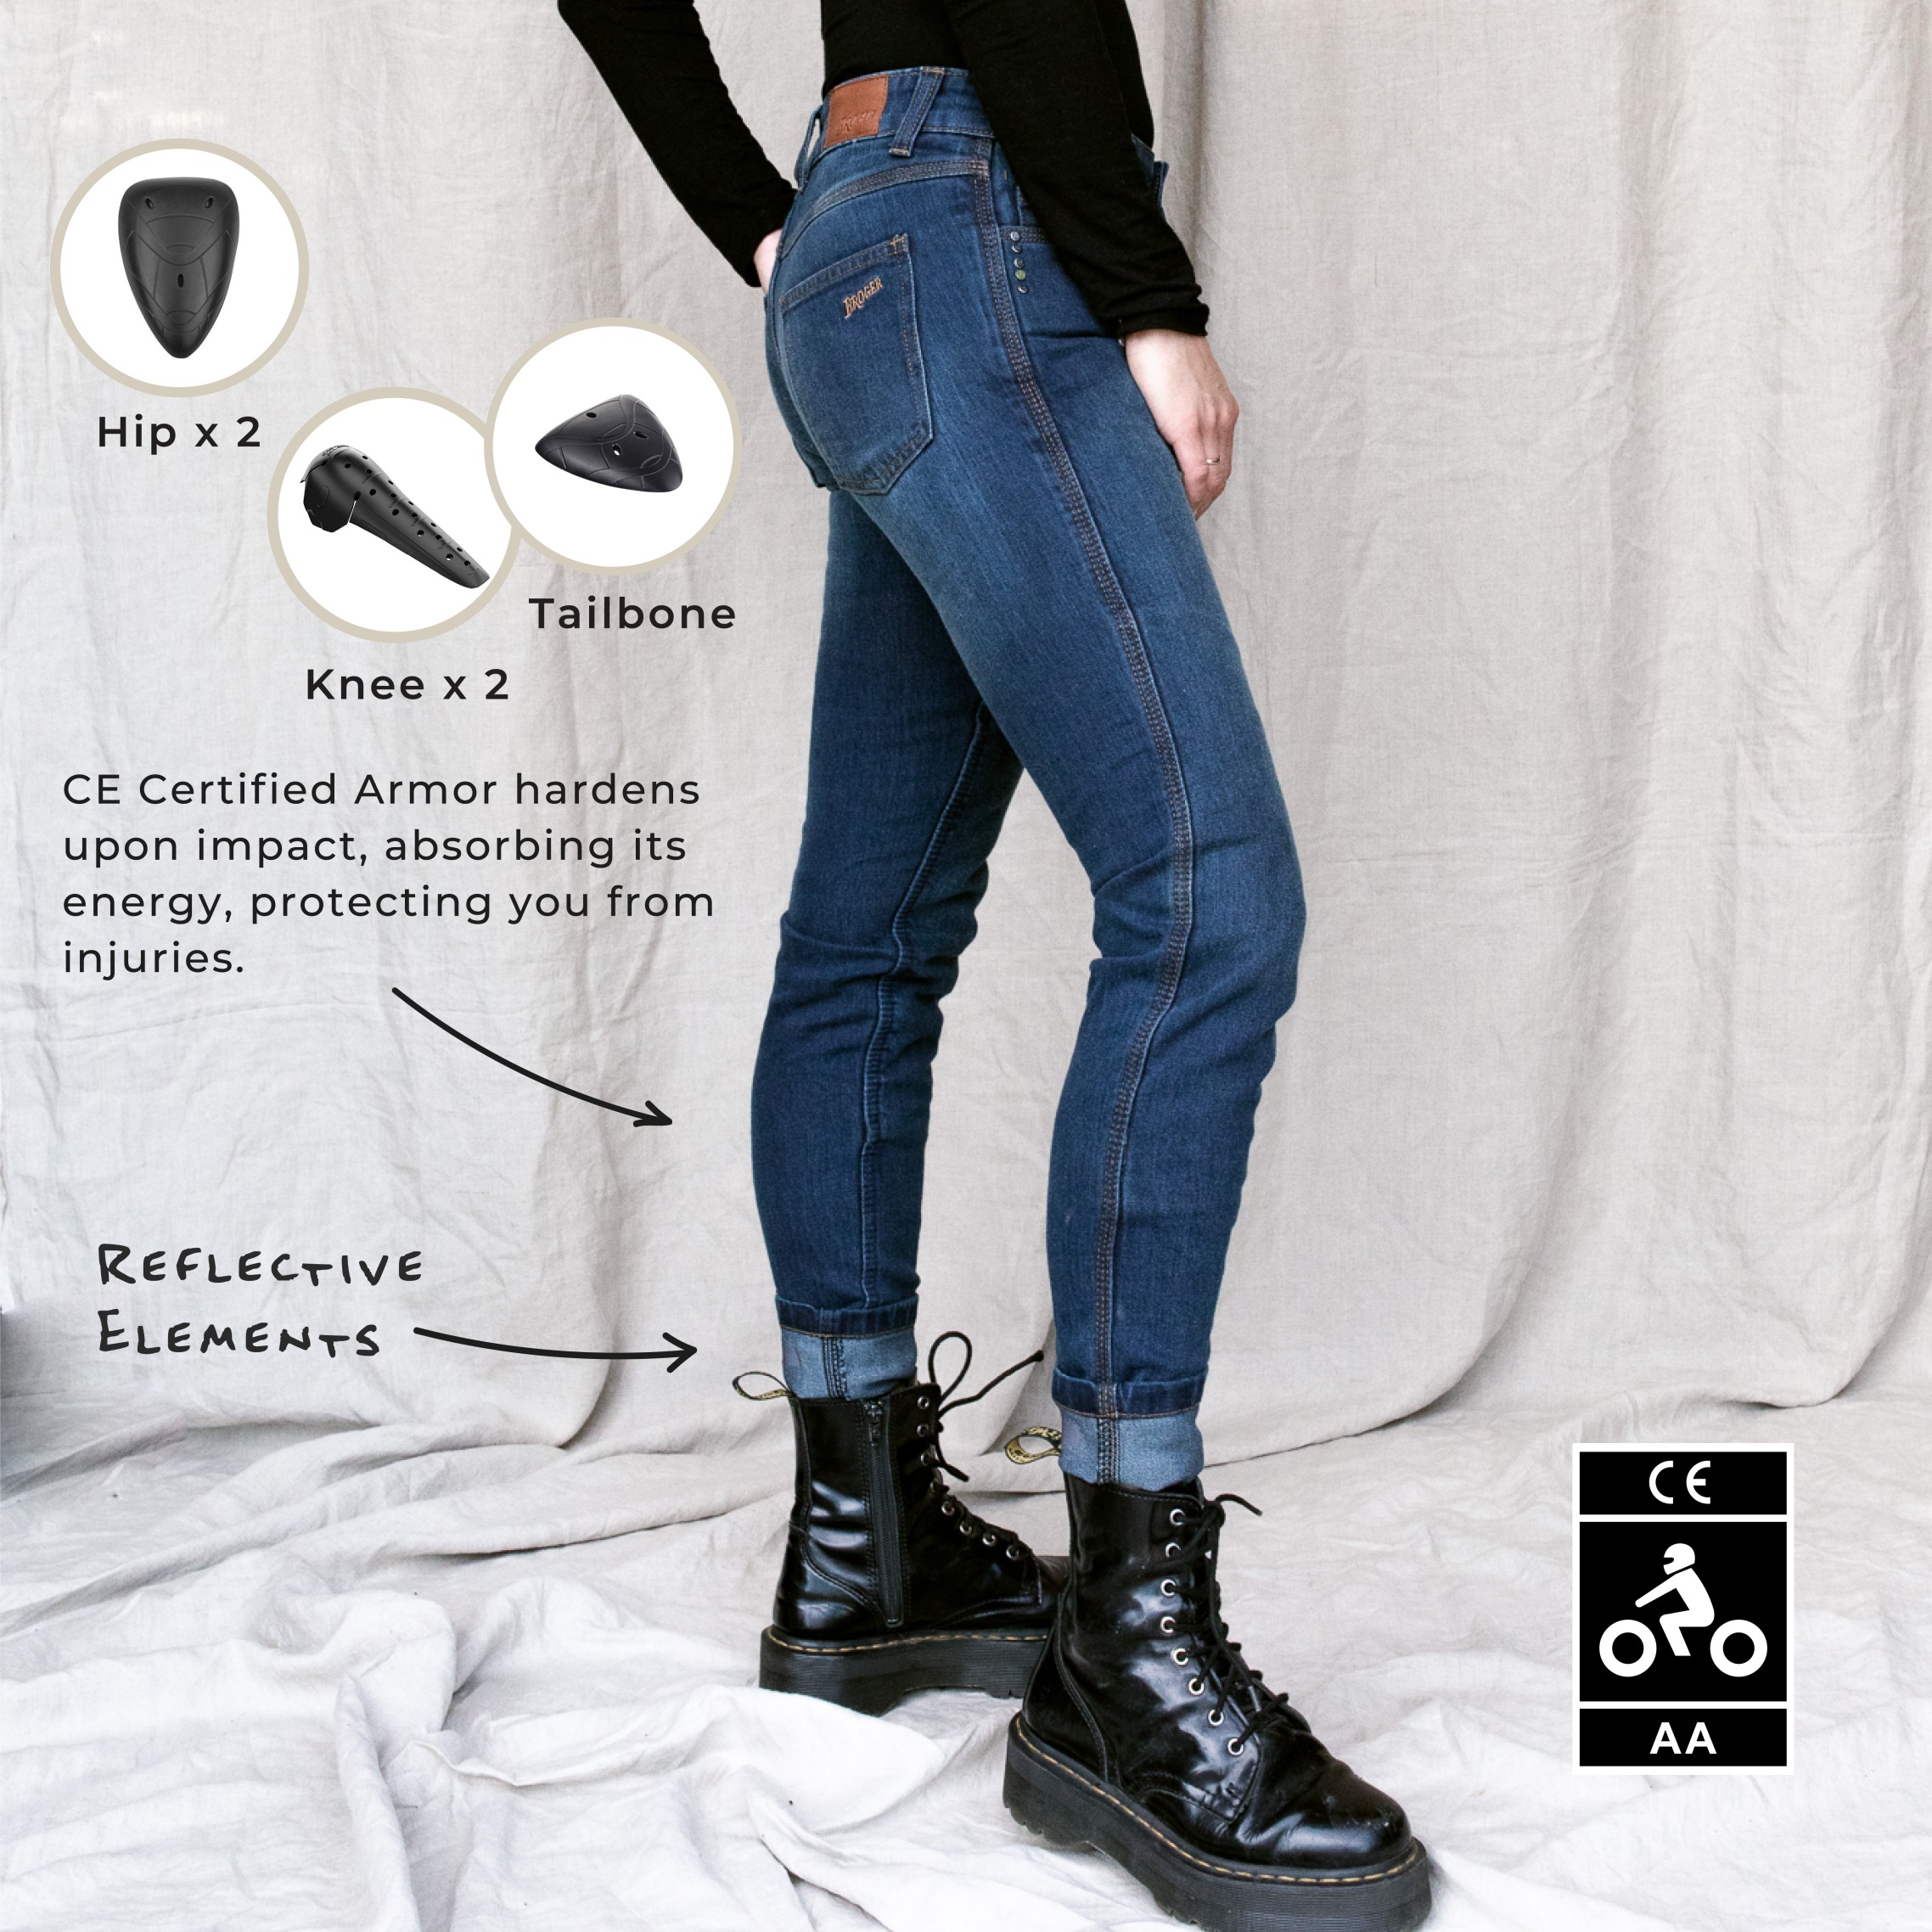 BROGER
Hip x 2
Tailbone
Knee x 2
CE Certified Armor hardens
upon impact, absorbing its
energy, protecting you from
injuries.
REFLECTIVE
ELEMENTS
CE
AA